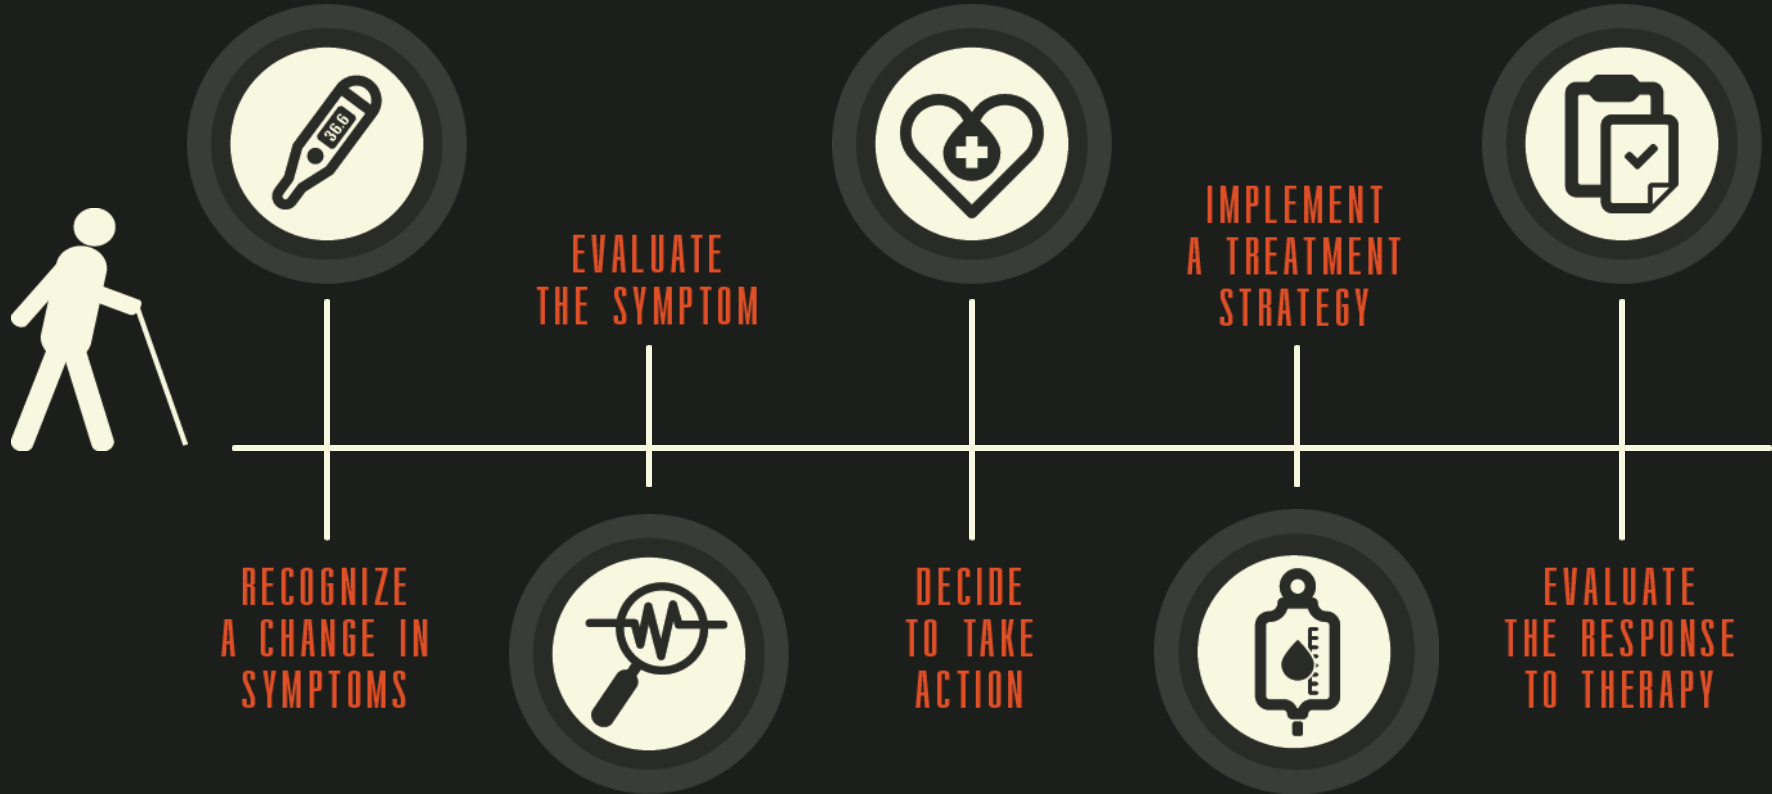 36.6
RECOGNIZE
A CHANGE IN
SYMPTOMS
EVALUATE
THE SYMPTOM
DECIDE
TO TAKE
ACTION
IMPLEMENT
A TREATMENT
STRATEGY
EVALUATE
THE RESPONSE
TO THERAPY